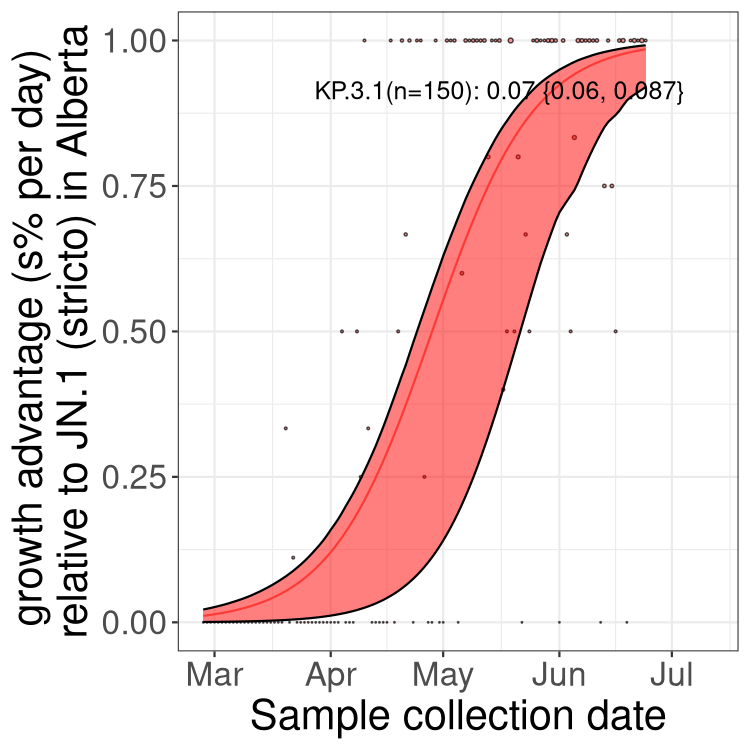 growth advantage (s% per day)
relative to JN.1 (stricto) in Alberta
1.00
0.75
0.50
0.25
0.00
KP.3.1(n=150): 0.07 {0.06, 0.087}
Mar Apr May Jun Jul
Sample collection date